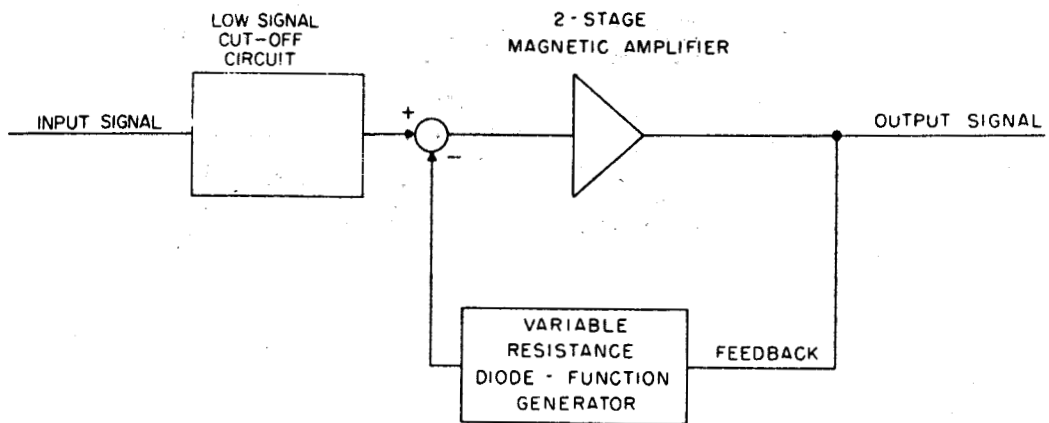 LOW SIGNAL
CUT-OFF
CIRCUIT
2 - STAGE
MAGNETIC AMPLIFIER
INPUT SIGNAL
+
−
OUTPUT SIGNAL
VARIABLE
RESISTANCE
DIODE - FUNCTION
GENERATOR
FEEDBACK